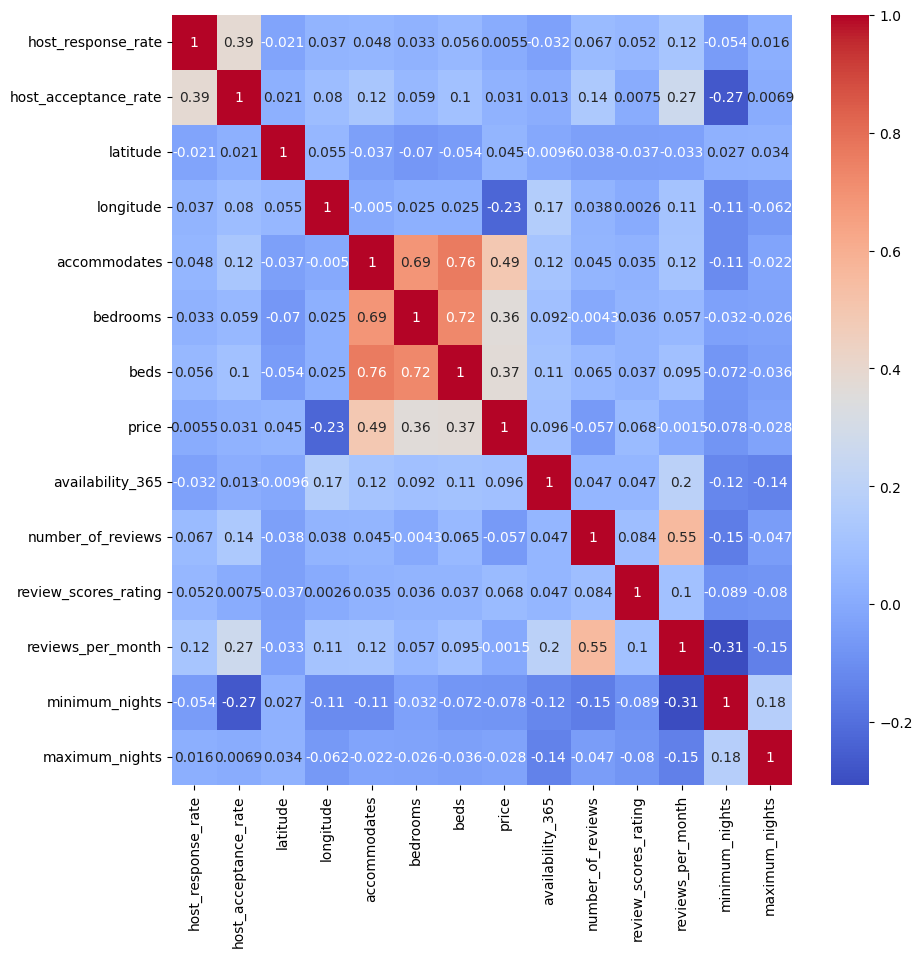 host_response_rate 1 0.39 -0.021 0.037 0.048 0.033 0.056 0.0055 -0.032 0.067 0.052 0.12 -0.054 0.016
host_acceptance_rate 0.39 1 0.021 0.08 0.12 0.059 0.1 0.031 0.013 0.14 0.0075 0.27 -0.27 0.0069
latitude -0.021 0.021 1 0.055 -0.037 -0.07 -0.054 0.045 -0.0096 -0.038 -0.037 -0.033 0.027 0.034
longitude 0.037 0.08 0.055 1 -0.005 0.025 0.025 -0.23 0.17 0.038 0.0026 0.11 -0.11 -0.062
accommodates 0.048 0.12 -0.037 -0.005 1 0.69 0.76 0.49 0.12 0.045 0.035 0.12 -0.11 -0.022
bedrooms 0.033 0.059 -0.07 0.025 0.69 1 0.72 0.36 0.092 -0.0043 0.036 0.057 -0.032 -0.026
beds 0.056 0.1 -0.054 0.025 0.76 0.72 1 0.37 0.11 0.065 0.037 0.095 -0.072 -0.036
price 0.0055 0.031 0.045 -0.23 0.49 0.36 0.37 1 0.096 -0.057 0.068 -0.0015 -0.078 -0.028
availability_365 -0.032 0.013 -0.0096 0.17 0.12 0.092 0.11 0.096 1 0.047 0.047 0.2 -0.12 -0.14
number_of_reviews 0.067 0.14 -0.038 0.038 0.045 -0.0043 0.065 -0.057 0.047 1 0.084 0.55 -0.15 -0.047
review_scores_rating 0.052 0.0075 -0.037 0.0026 0.035 0.036 0.037 0.068 0.047 0.084 1 0.1 -0.089 -0.08
reviews_per_month 0.12 0.27 -0.033 0.11 0.12 0.057 0.095 -0.0015 0.2 0.55 0.1 1 -0.31 -0.15
minimum_nights -0.054 -0.27 0.027 -0.11 -0.11 -0.032 -0.072 -0.078 -0.12 -0.15 -0.089 -0.31 1 0.18
maximum_nights 0.016 0.0069 0.034 -0.062 -0.022 -0.026 -0.036 -0.028 -0.14 -0.047 -0.08 -0.15 0.18 1
host_response_rate
host_acceptance_rate
latitude
longitude
accommodates
bedrooms
beds
price
availability_365
number_of_reviews
review_scores_rating
reviews_per_month
minimum_nights
maximum_nights
1.0
0.8
0.6
0.4
0.2
0.0
−0.2